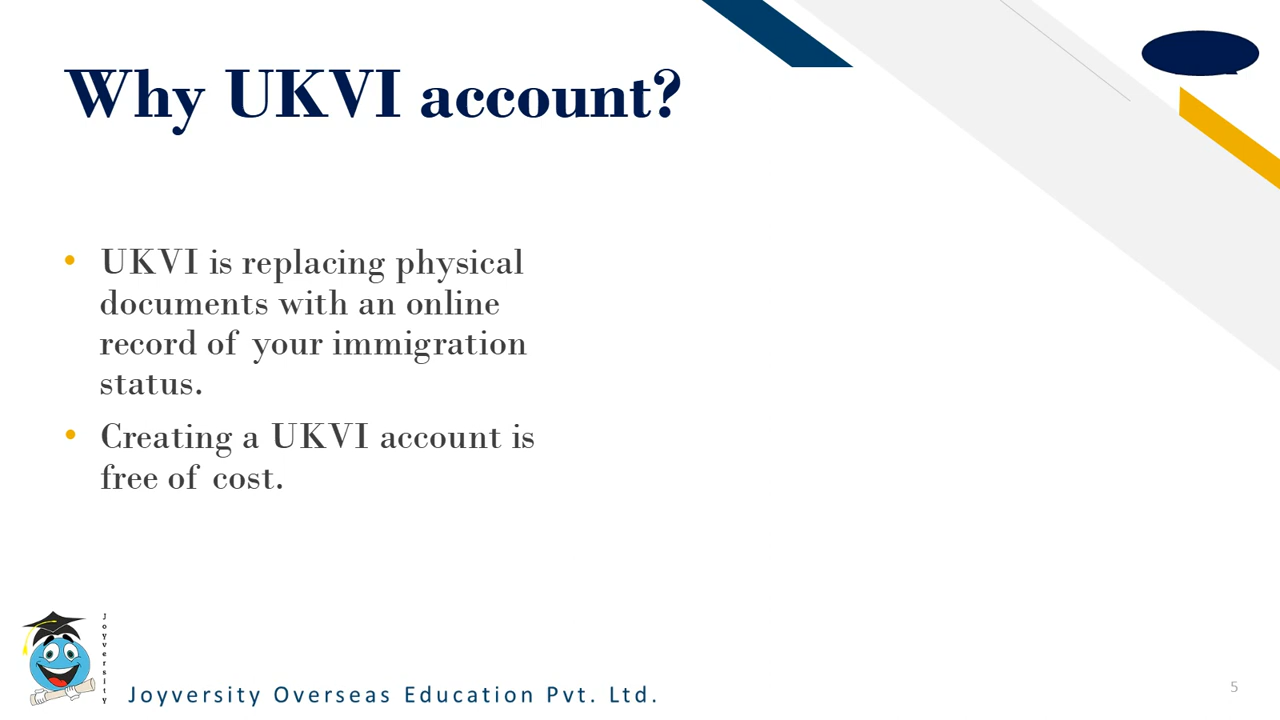 Why UKVI account?
• UKVI is replacing physical
documents with an online
record of your immigration
status.
• Creating a UKVI account is
free of cost.
Joyversity
Joyversity Overseas Education Pvt. Ltd.
5